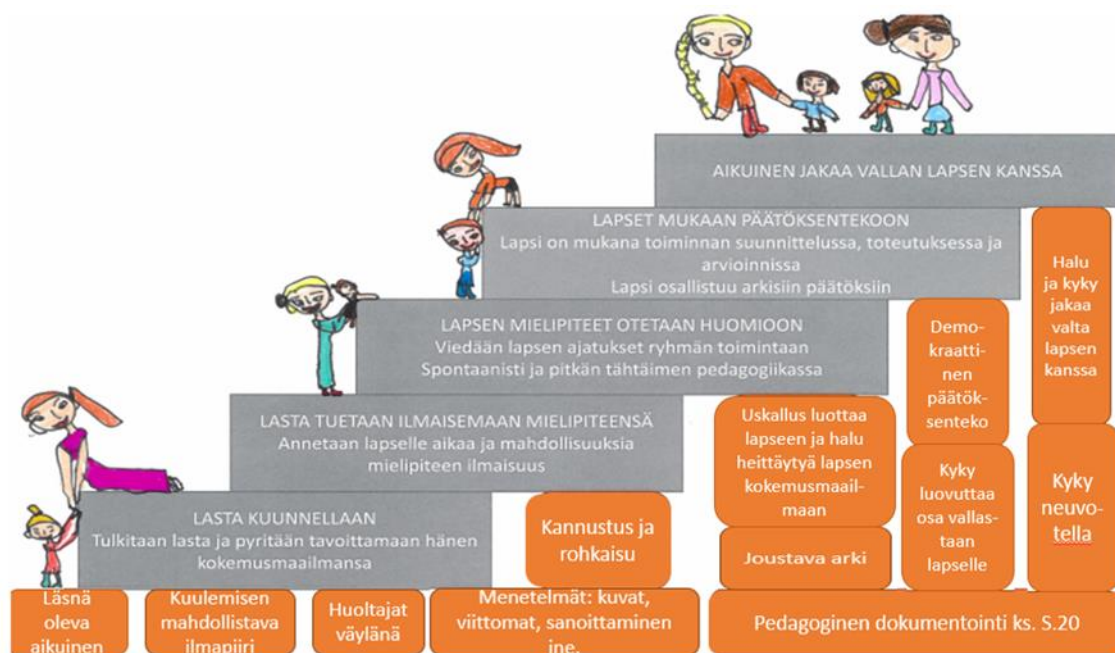 AIKUINEN JAKAA VALLAN LAPSEN KANSSA
LAPSET MUKAAN PÄÄTÖKSENTEKOON
Lapsi on mukana toiminnan suunnittelussa, toteutuksessa ja
arvioinnissa
Lapsi osallistuu arkisiin päätöksiin
LAPSEN MIELIPITEET OTETAAN HUOMIOON
Viedään lapsen ajatukset ryhmän toimintaan
Spontaanisti ja pitkän tähtäimen pedagogiikassa
LASTA TUETAAN ILMAISEMAAN MIELIPITEENSÄ
Annetaan lapselle aikaa ja mahdollisuuksia
mielipiteen ilmaisuus
LASTA KUUNNELLAAN
Tulkitaan lasta ja pyritään tavoittamaan hänen
kokemusmaailmansa
Halu
ja kyky
jakaa
valta
lapsen
kanssa
Demo-
kraatti-
nen
päätök-
senteko
Uskallus luottaa
lapseen ja halu
heittäytyä lapsen
kokemusmaail-
maan
Kyky
luovuttaa
osa vallas-
taan
lapselle
Kyky
neuvo-
tella
Kannustus ja
rohkaisu
Joustava arki
Läsnä
oleva
aikuinen
Kuulemisen
mahdollistava
ilmapiiri
Huoltajat
väylänä
Menetelmät: kuvat,
viittomat, sanoittaminen
jne.
Pedagoginen dokumentointi ks. S.20